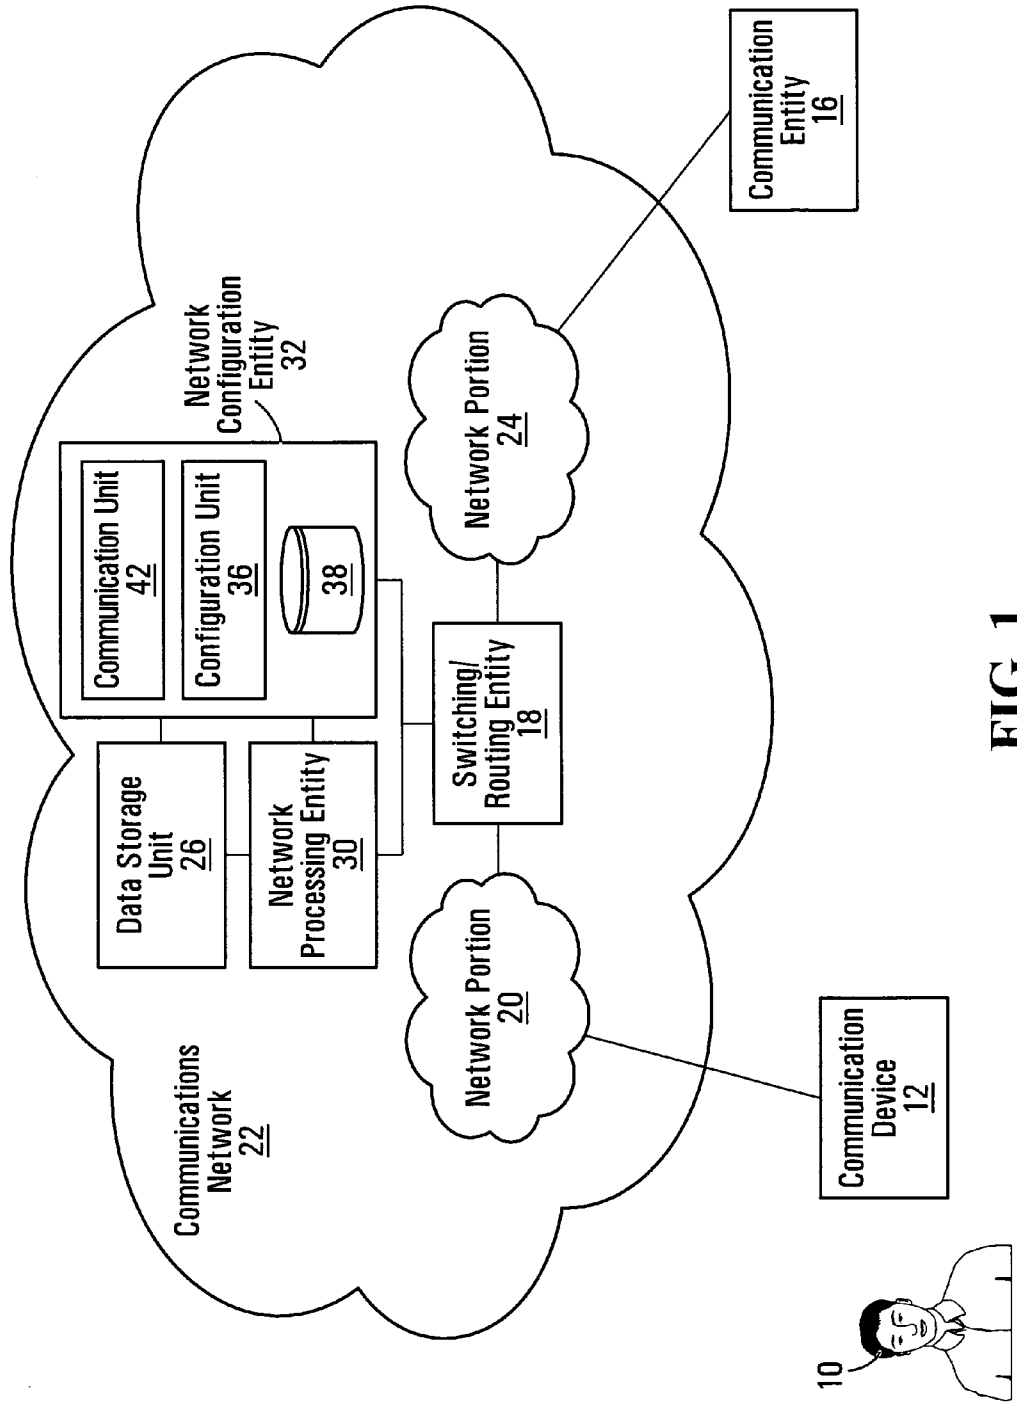 Communications
Network
22
Data Storage
Unit
26
Network
Processing Entity
30
Communication Unit
42
Configuration Unit
36
38
Network
Configuration
Entity
32
Network Portion
20
Switching/
Routing Entity
18
Network Portion
24
10
Communication
Device
12
Communication
Entity
16
FIG. 1